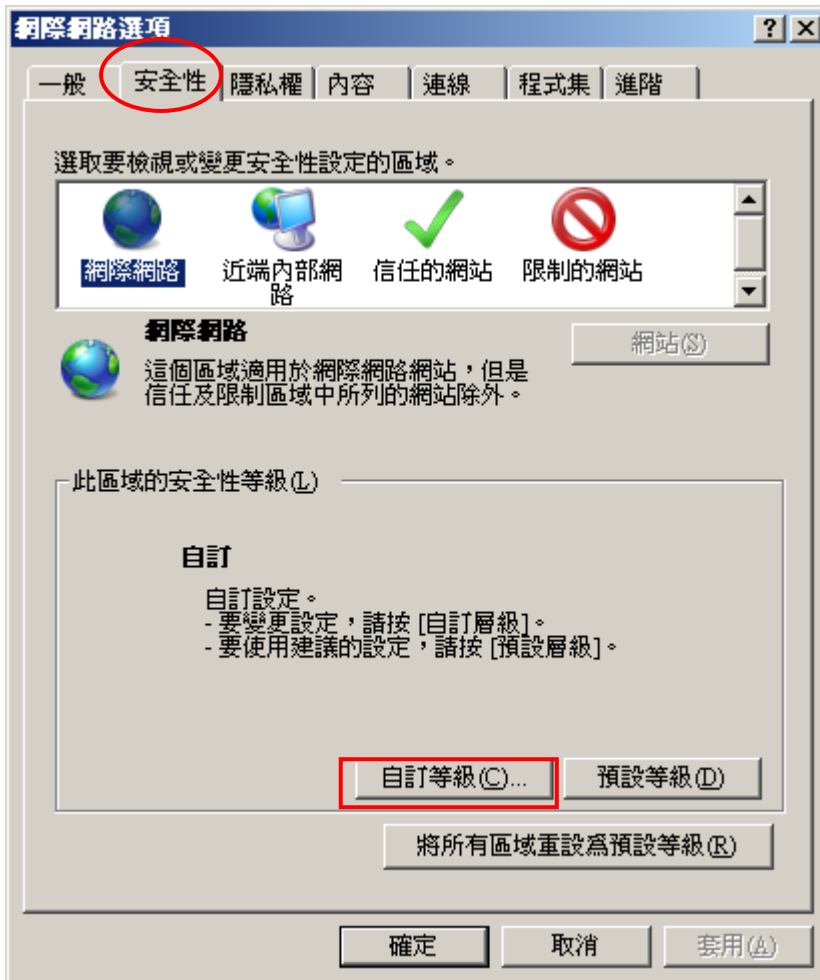 網際網路選項
一般 安全性 隱私權 內容 連線 程式集 進階
選取要檢視或變更安全性設定的區域。
網際網路 近端內部網路 信任的網站 限制的網站
網際網路
網站(S)
這個區域適用於網際網路網站，但是
信任及限制區域中所列的網站除外。
此區域的安全性等級(L)
自訂
自訂設定。
- 要變更設定，請按 [自訂層級]。
- 要使用建議的設定，請按 [預設層級]。
自訂等級(C)... 預設等級(D)
將所有區域重設為預設等級(R)
確定 取消 套用(A)